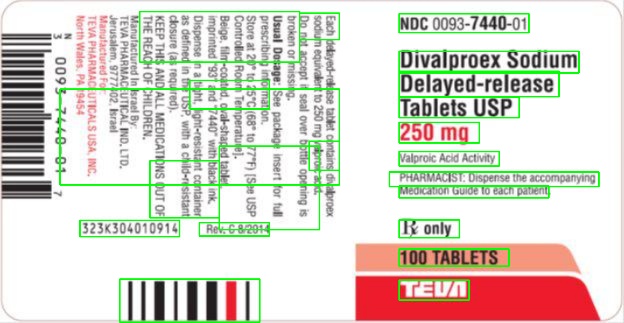 Each delayed-release tablet contains divalproex
sodium equivalent to 250 mg valproic acid.
Do not accept if seal over bottle opening is
broken or missing.
Usual Dosage: See package insert for full
prescribing information.
Store at 20° to 25°C (68° to 77°F) [See USP
Controlled Room Temperature].
Beige, film-coated, oval-shaped tablet
imprinted "93" and "7440" with black ink.
Dispense in a tight, light-resistant container
as defined in the USP, with a child-resistant
closure (as required).
KEEP THIS AND ALL MEDICATIONS OUT OF
THE REACH OF CHILDREN.
Manufactured In Israel By:
TEVA PHARMACEUTICAL IND. LTD.
Jerusalem, 9777402, Israel
Manufactured For:
TEVA PHARMACEUTICALS USA, INC.
North Wales, PA 19454
3 0093-7440-01 7
323K304010914
Rev. C 8/2014
NDC 0093-7440-01
Divalproex Sodium
Delayed-release
Tablets USP
250 mg
Valproic Acid Activity
PHARMACIST: Dispense the accompanying
Medication Guide to each patient.
℞ only
100 TABLETS
TEVA